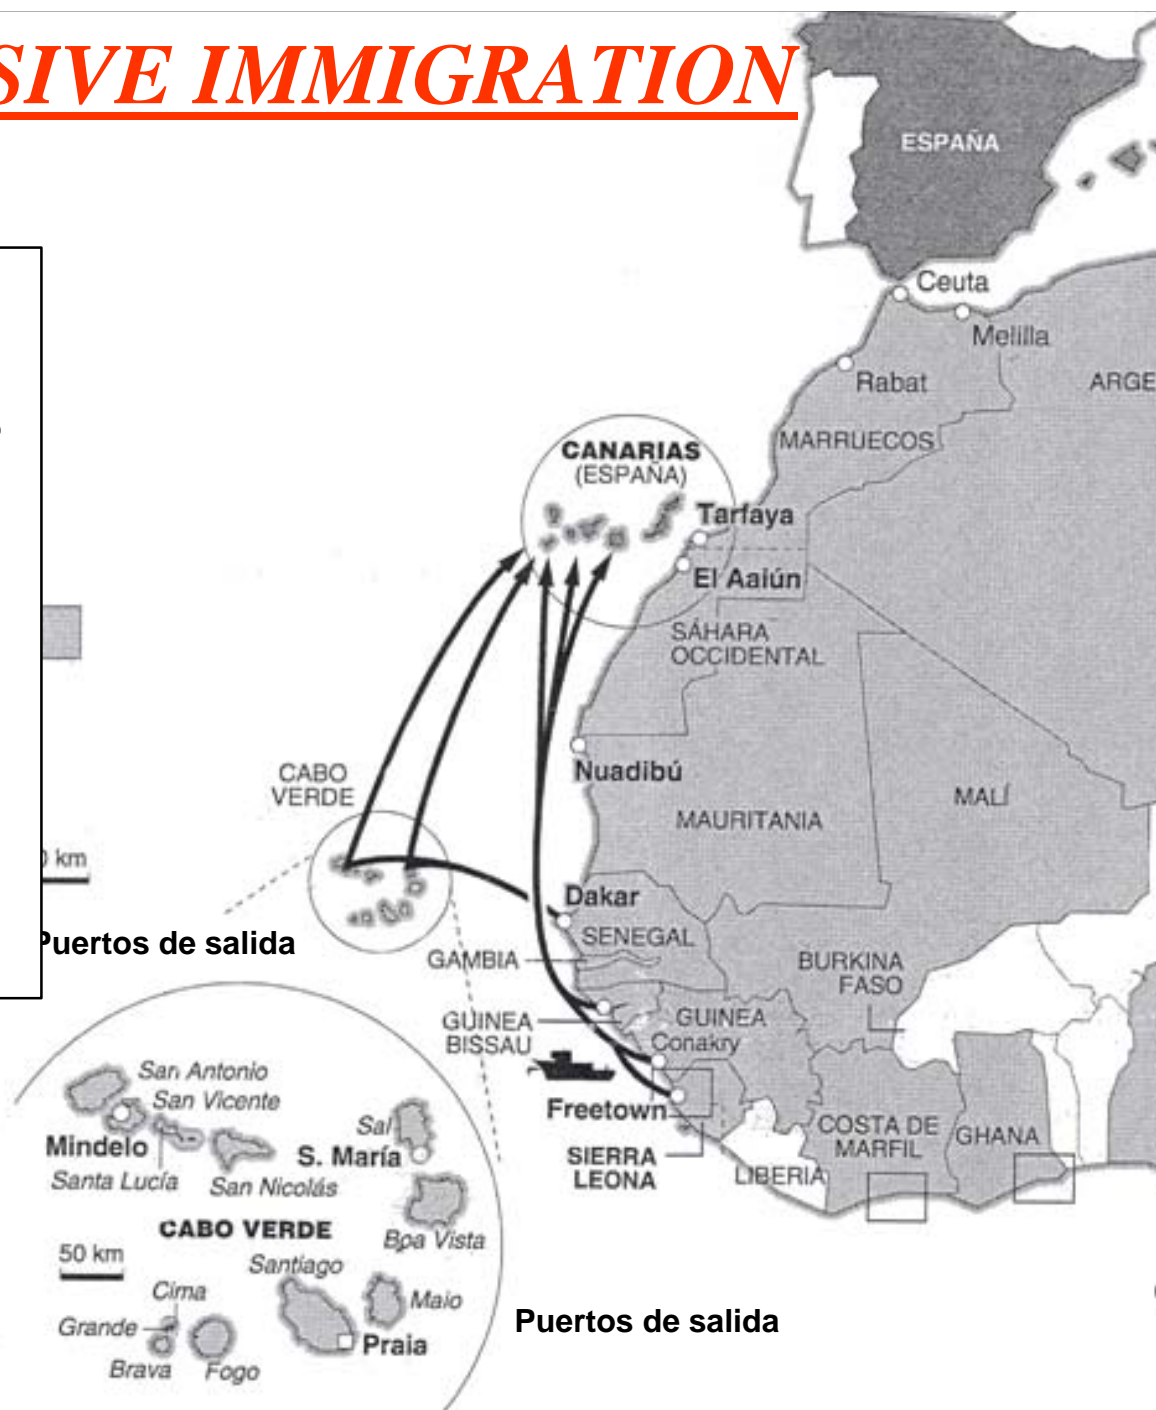 SIVE IMMIGRATION
ESPAÑA
Ceuta
Melilla
Rabat
ARGE
MARRUECOS
CANARIAS
(ESPAÑA)
Tarfaya
El Aaiún
SÁHARA
OCCIDENTAL
Nuadibú
CABO
VERDE
MAURITANIA
MALÍ
km
Dakar
SENEGAL
Puertos de salida
GAMBIA
BURKINA
FASO
GUINEA
BISSAU
GUINEA
Conakry
Freetown
SIERRA
LEONA
LIBERIA
COSTA DE
MARFIL
GHANA
San Antonio
San Vicente
Mindelo
Santa Lucía
San Nicolás
Sal
S. María
CABO VERDE
Boa Vista
50 km
Santiago
Cima
Maio
Grande
Praia
Brava
Fogo
Puertos de salida